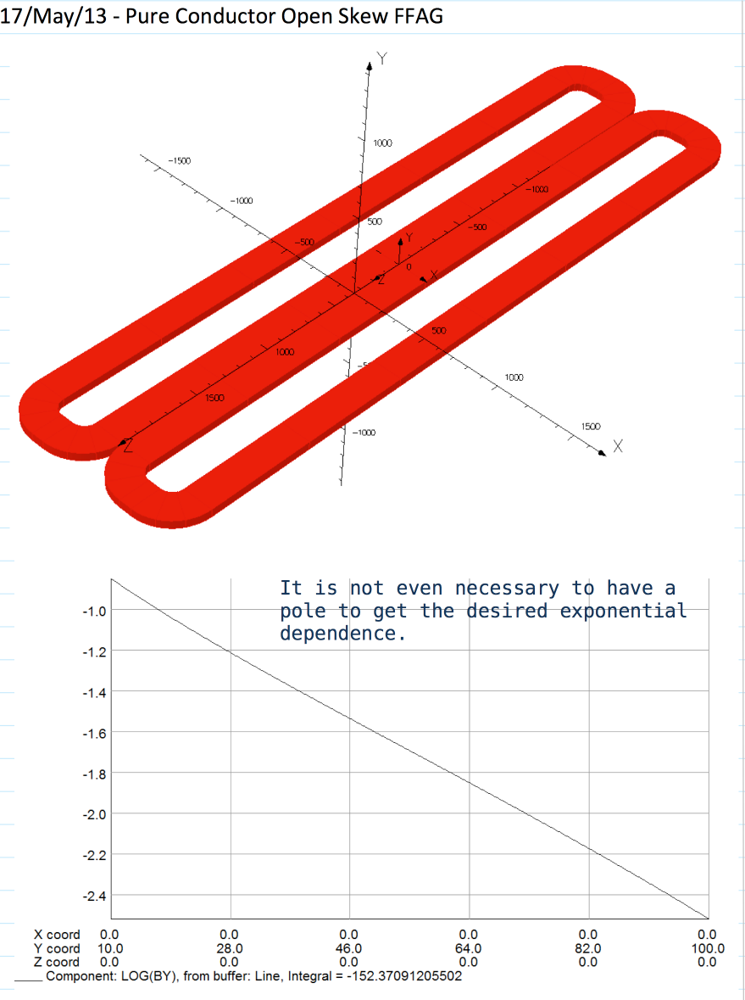 17/May/13 - Pure Conductor Open Skew FFAG
Y
1000
500
-1500
-1000
-500
-1000
-500
Y
0
Z
X
500
1000
1500
X
1000
1500
Z
-1000
It is not even necessary to have a
pole to get the desired exponential
dependence.
-1.0
-1.2
-1.4
-1.6
-1.8
-2.0
-2.2
-2.4
X coord 0.0 0.0 0.0 0.0 0.0 0.0
Y coord 10.0 28.0 46.0 64.0 82.0 100.0
Z coord 0.0 0.0 0.0 0.0 0.0 0.0
Component: LOG(BY), from buffer: Line, Integral = -152.37091205502